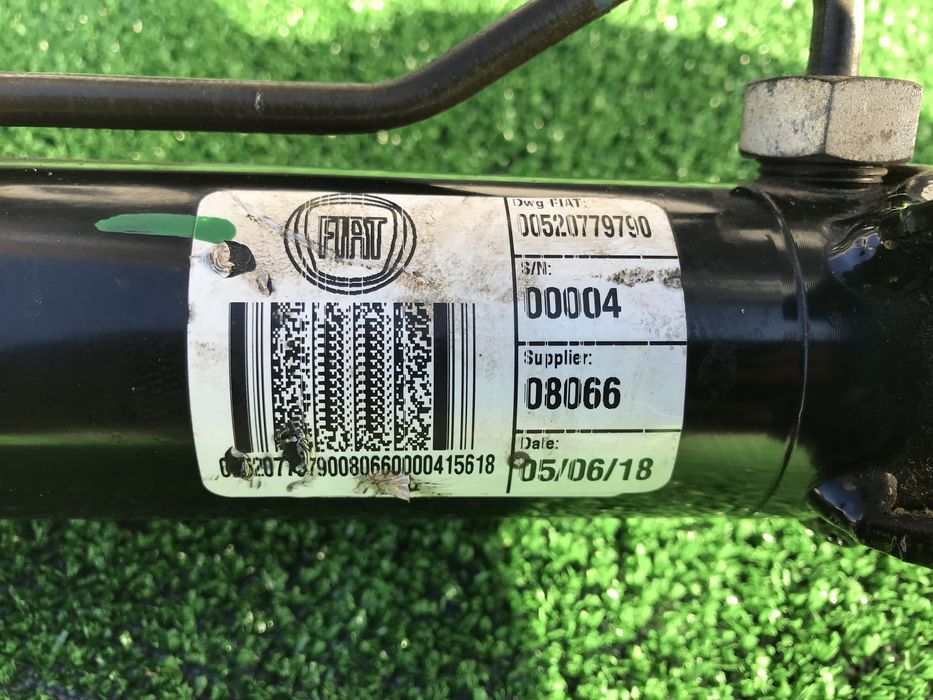 FIAT
Dwg FIAT:
00520779790
S/N:
00004
Supplier:
08066
Date:
05/06/18